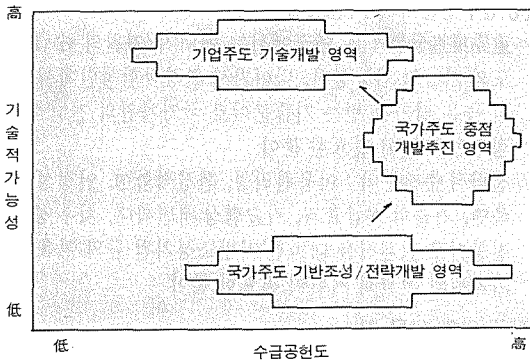 高
기업주도 기술개발 영역
기술적가능성
국가주도 중점
개발추진 영역
국가주도 기반조성/전략개발 영역
低
低
수급공헌도
高